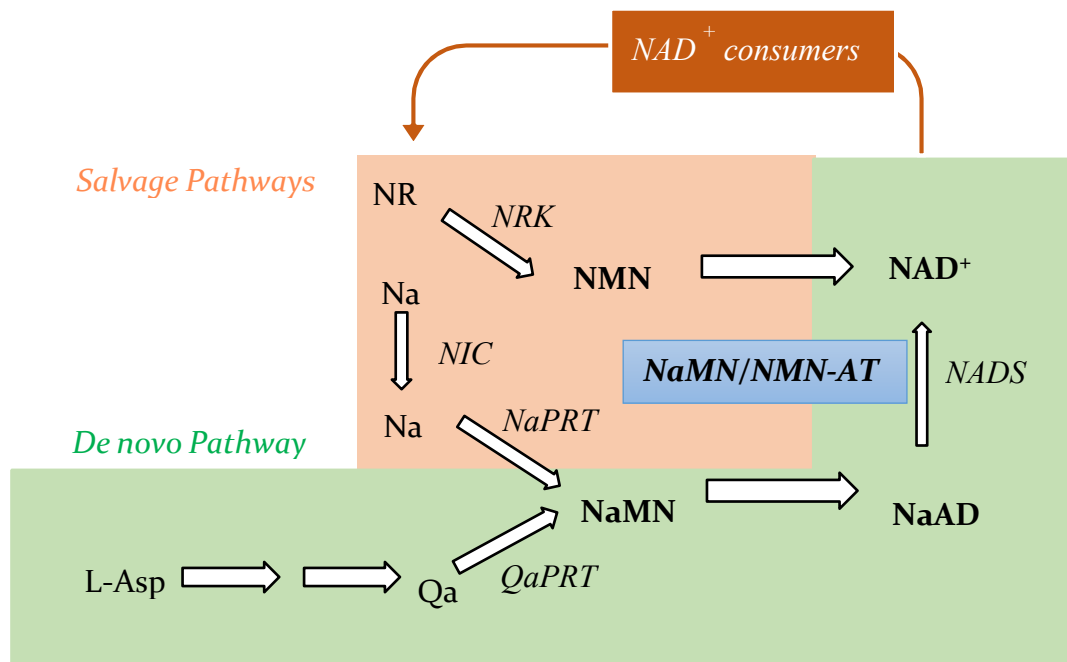 NAD⁺ consumers
Salvage Pathways
NR
NRK
NMN
NAD⁺
Na
NIC
NaMN/NMN-AT
NADS
Na
NaPRT
De novo Pathway
NaMN
NaAD
L-Asp
Qa
QaPRT